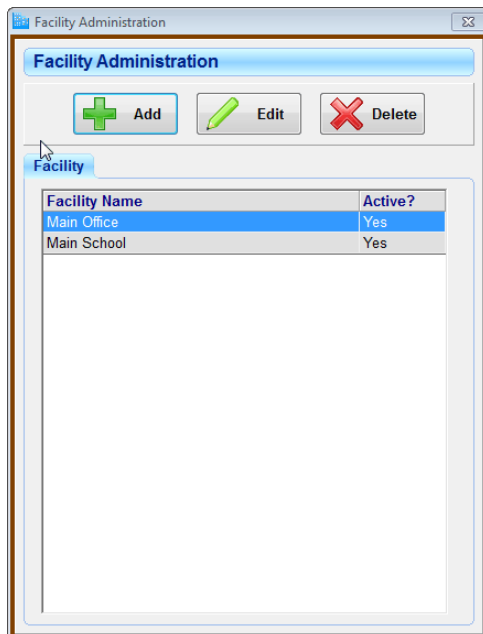 Facility Administration
Facility Administration
Add Edit Delete
Facility
Facility Name Active?
Main Office Yes
Main School Yes